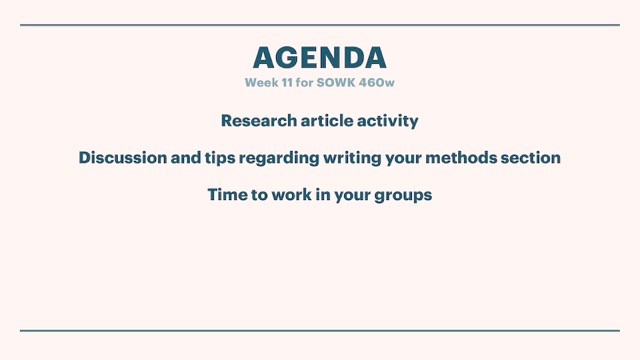 AGENDA
Week 11 for SOWK 460w
Research article activity
Discussion and tips regarding writing your methods section
Time to work in your groups